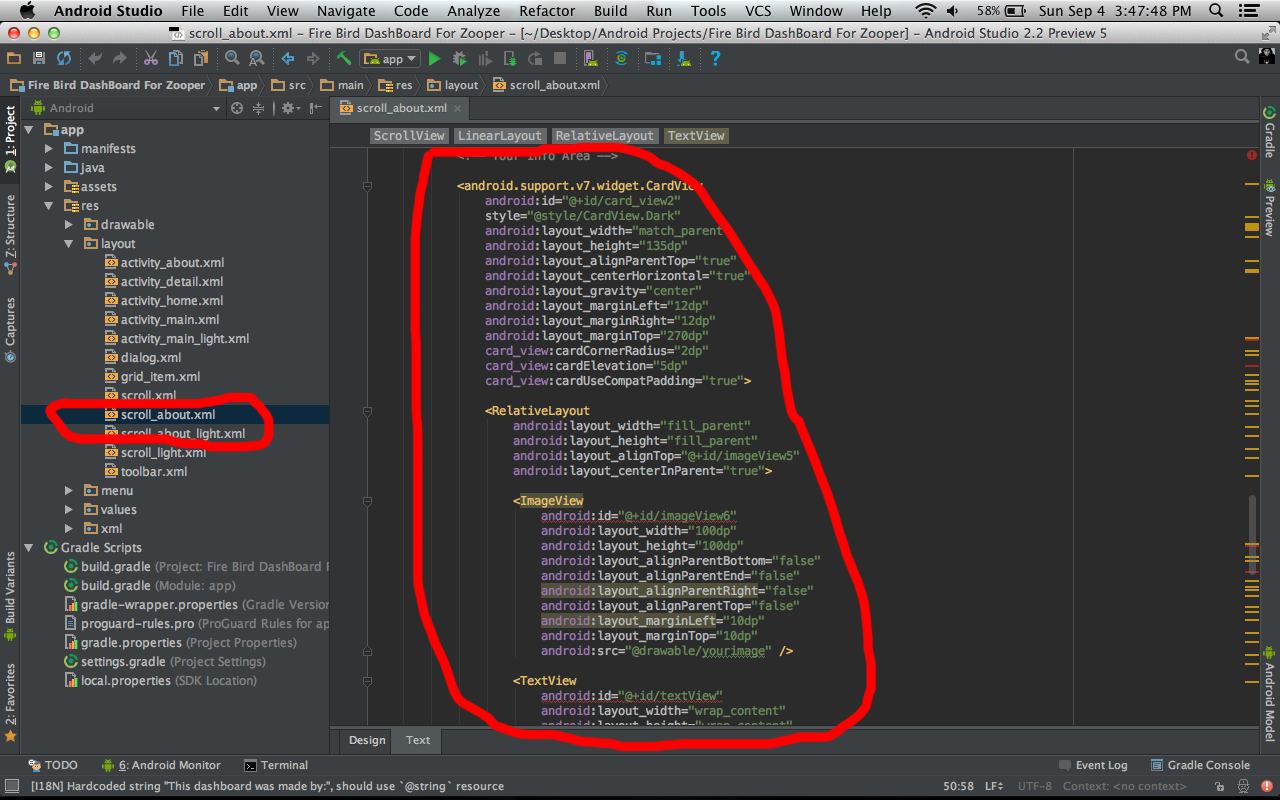 Android Studio File Edit View Navigate Code Analyze Refactor Build Run Tools VCS Window Help 58% Sun Sep 4 3:47:48 PM
scroll_about.xml – Fire Bird DashBoard For Zooper – [~/Desktop/Android Projects/Fire Bird DashBoard For Zooper] – Android Studio 2.2 Preview 5
app
Fire Bird DashBoard For Zooper app src main res layout scroll_about.xml
1: Project
Z: Structure
Captures
Build Variants
2: Favorites
Android
app
manifests
java
assets
res
drawable
layout
activity_about.xml
activity_detail.xml
activity_home.xml
activity_main.xml
activity_main_light.xml
dialog.xml
grid_item.xml
scroll.xml
scroll_about.xml
scroll_about_light.xml
scroll_light.xml
toolbar.xml
menu
values
xml
Gradle Scripts
build.gradle (Project: Fire Bird DashBoard F
build.gradle (Module: app)
gradle-wrapper.properties (Gradle Version
proguard-rules.pro (ProGuard Rules for ap
gradle.properties (Project Properties)
settings.gradle (Project Settings)
local.properties (SDK Location)
scroll_about.xml
ScrollView LinearLayout RelativeLayout TextView
<!-- Your Info Area -->
<android.support.v7.widget.CardView
android:id="@+id/card_view2"
style="@style/CardView.Dark"
android:layout_width="match_parent
android:layout_height="135dp"
android:layout_alignParentTop="true"
android:layout_centerHorizontal="true"
android:layout_gravity="center"
android:layout_marginLeft="12dp"
android:layout_marginRight="12dp"
android:layout_marginTop="270dp"
card_view:cardCornerRadius="2dp"
card_view:cardElevation="5dp"
card_view:cardUseCompatPadding="true">
<RelativeLayout
android:layout_width="fill_parent"
android:layout_height="fill_parent"
android:layout_alignTop="@+id/imageView5"
android:layout_centerInParent="true">
<ImageView
android:id="@+id/imageView6"
android:layout_width="100dp"
android:layout_height="100dp"
android:layout_alignParentBottom="false"
android:layout_alignParentEnd="false"
android:layout_alignParentRight="false"
android:layout_alignParentTop="false"
android:layout_marginLeft="10dp"
android:layout_marginTop="10dp"
android:src="@drawable/yourimage" />
<TextView
android:id="@+id/textView"
android:layout_width="wrap_content"
android:layout_height="wrap_content"
Design Text
Gradle
Preview
Android Model
TODO 6: Android Monitor Terminal Event Log Gradle Console
[I18N] Hardcoded string "This dashboard was made by:", should use `@string` resource 50:58 LF÷ UTF-8 Context: <no context>